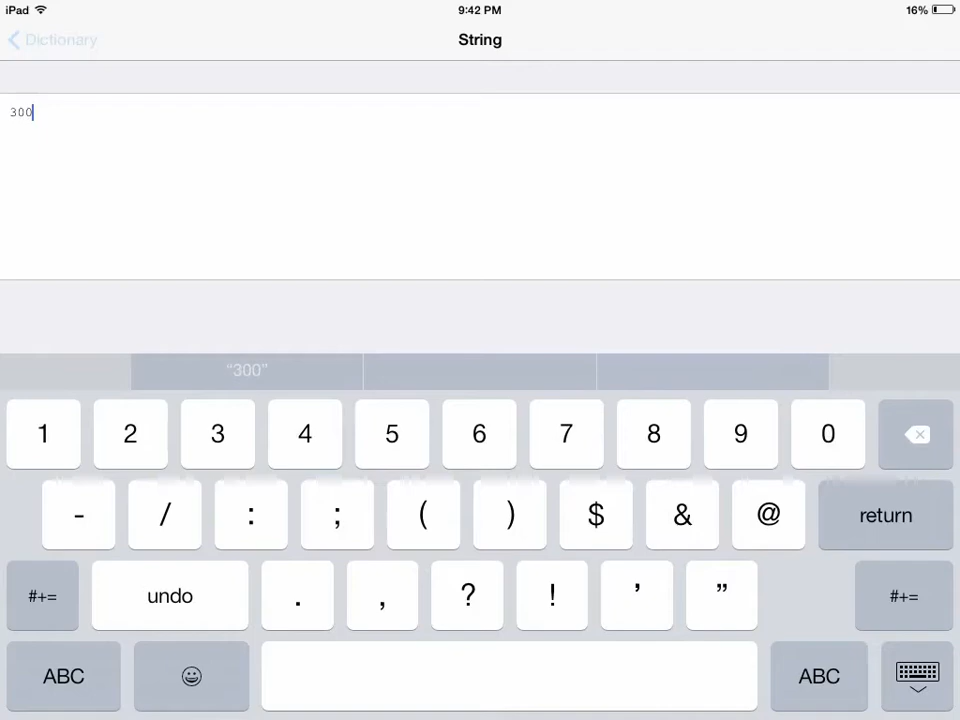 iPad 9:42 PM 16%
Dictionary String
300
“300”
1 2 3 4 5 6 7 8 9 0
- / : ; ( ) $ & @ return
#+= undo . , ? ! ’ ” #+=
ABC ABC